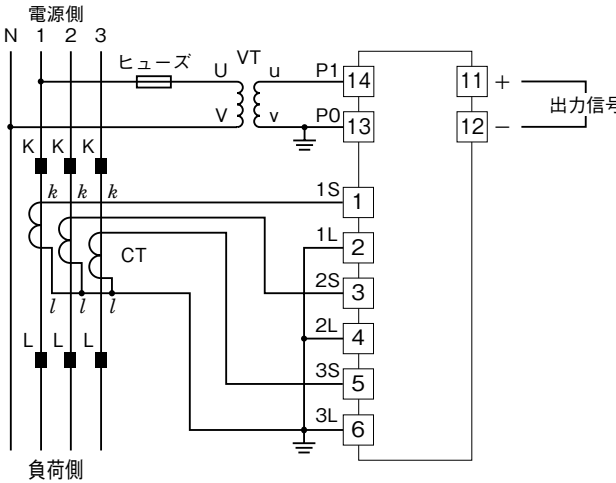 電源側
N 1 2 3
ヒューズ
VT
U u P1 14
V v P0 13
11 +
12 −
出力信号
K K K
k k k
1S 1
1L 2
CT
2S 3
l l l
2L 4
L L L
3S 5
3L 6
負荷側